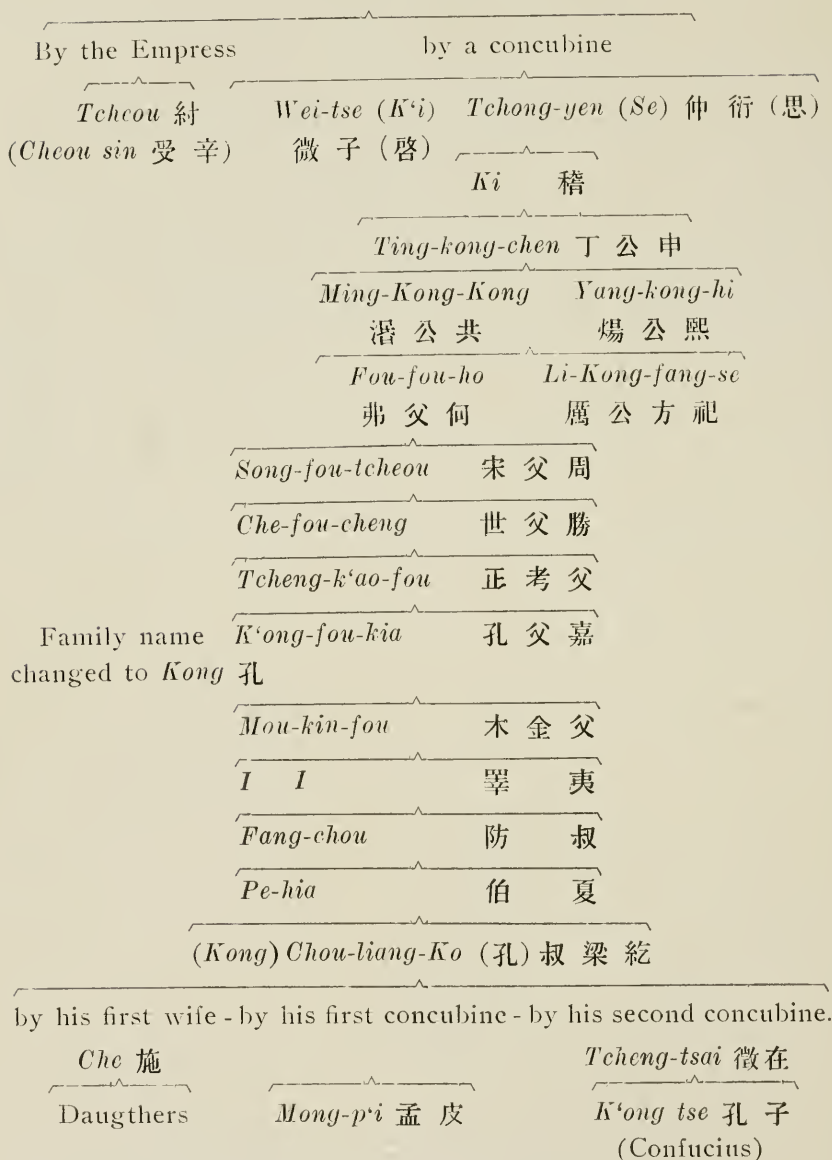 By the Empress by a concubine
Tcheou 紂 Wei-tse (K‘i) Tchong-yen (Se) 仲 衍 (思)
(Cheou sin 受 辛) 微 子 (啓)
Ki 稽
Ting-kong-chen 丁 公 申
Ming-Kong-Kong Yang-kong-hi
湣 公 共 煬 公 熙
Fou-fou-ho Li-Kong-fang-se
弗 父 何 厲 公 方 祀
Song-fou-tcheou 宋 父 周
Che-fou-cheng 世 父 勝
Tcheng-k‘ao-fou 正 考 父
Family name K‘ong-fou-kia 孔 父 嘉
changed to Kong 孔
Mou-kin-fou 木 金 父
I I 睪 夷
Fang-chou 防 叔
Pe-hia 伯 夏
(Kong) Chou-liang-Ko (孔) 叔 梁 紇
by his first wife - by his first concubine - by his second concubine.
Che 施 Tcheng-tsai 徵在
Daugthers Mong-p‘i 孟 皮 K‘ong tse 孔 子
(Confucius)